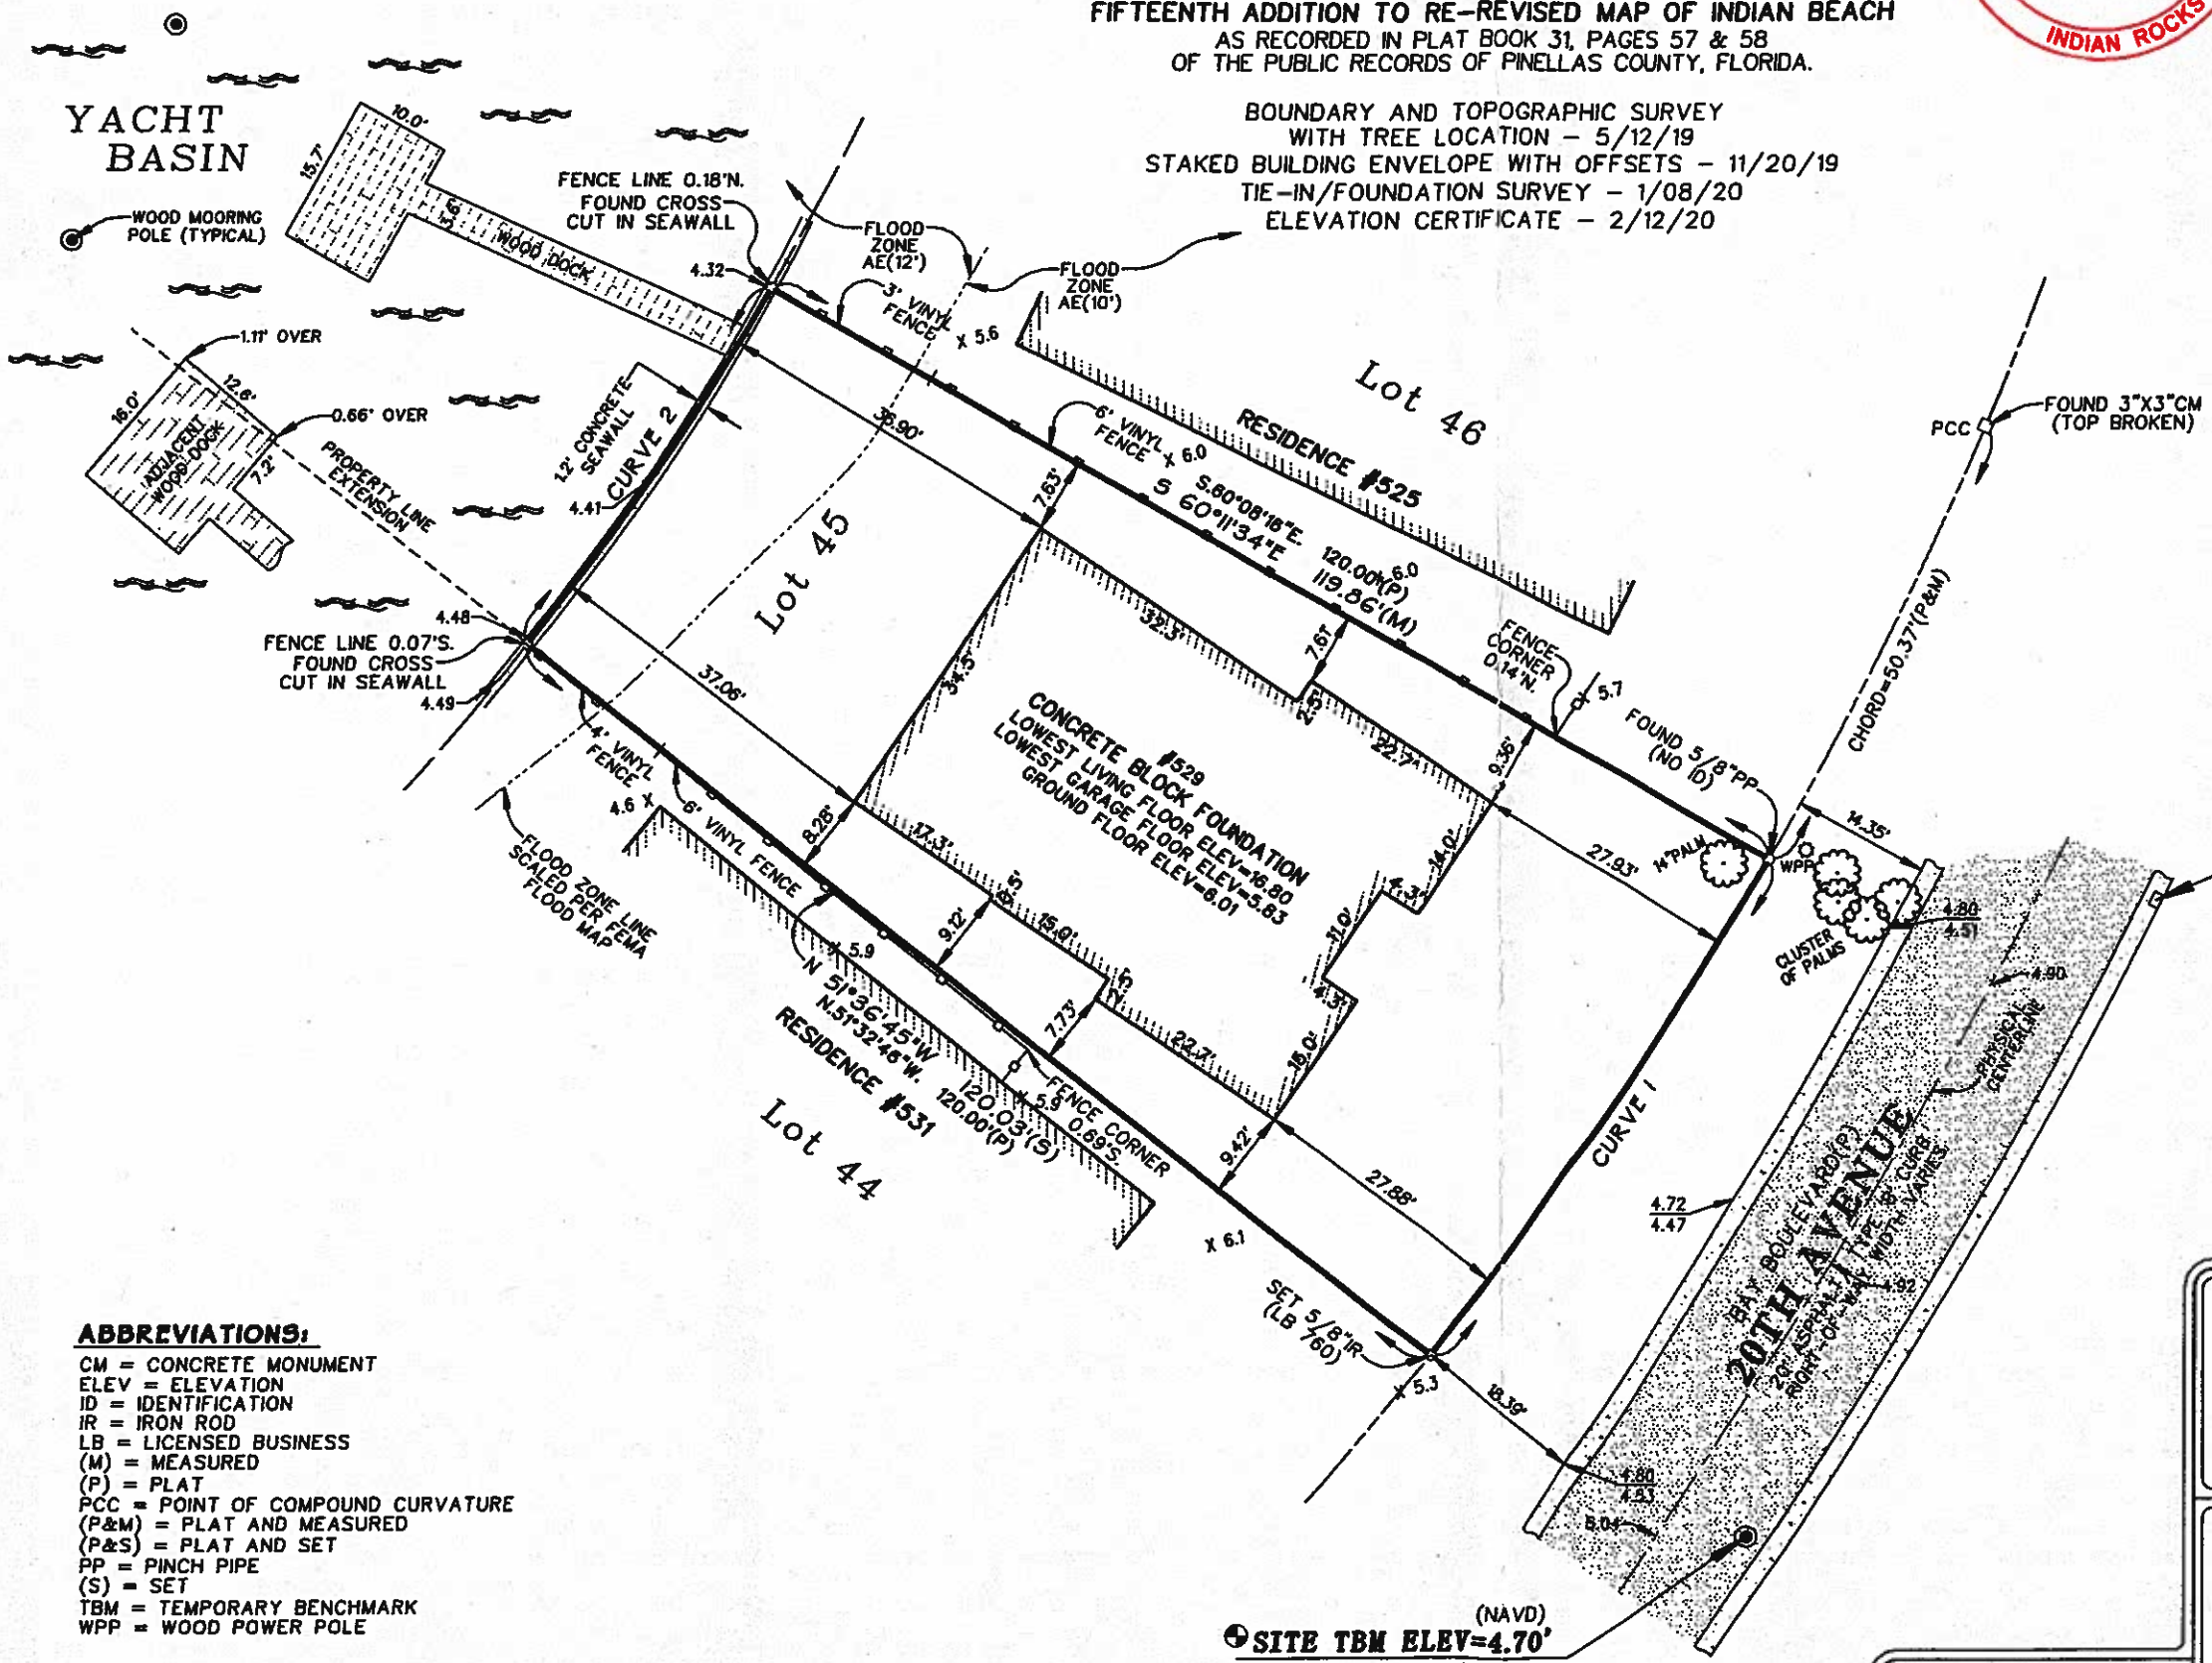 FIFTEENTH ADDITION TO RE-REVISED MAP OF INDIAN BEACH
AS RECORDED IN PLAT BOOK 31, PAGES 57 & 58
OF THE PUBLIC RECORDS OF PINELLAS COUNTY, FLORIDA.
INDIAN ROCKS
BOUNDARY AND TOPOGRAPHIC SURVEY
WITH TREE LOCATION - 5/12/19
STAKED BUILDING ENVELOPE WITH OFFSETS - 11/20/19
TIE-IN/FOUNDATION SURVEY - 1/08/20
ELEVATION CERTIFICATE - 2/12/20
YACHT
BASIN
10.0'
15.7'
3.6'
WOOD DOCK
WOOD MOORING
POLE (TYPICAL)
FENCE LINE 0.18'N.
FOUND CROSS
CUT IN SEAWALL
4.32
FLOOD
ZONE
AE(12')
FLOOD
ZONE
AE(10')
3' VINYL
FENCE
X 5.6
1.11' OVER
12.6'
16.0'
0.66' OVER
ADJACENT
WOOD DOCK
7.2'
PROPERTY LINE
EXTENSION
1.2' CONCRETE
SEAWALL
CURVE 2
4.41
36.90'
Lot 46
RESIDENCE #525
6' VINYL
FENCE
X 6.0
S.60°08'16"E.
120.00'(P)
S 60°11'34"E
119.86'(M)
X 6.0
7.63'
Lot 45
4.48
FENCE LINE 0.07'S.
FOUND CROSS
CUT IN SEAWALL
4.49
37.06'
34.5'
32.3'
7.61'
2.5'
22.7'
FENCE
CORNER
0.14'N.
X 5.7
9.36'
FOUND 5/8"PP
(NO ID)
PCC
FOUND 3"X3"CM
(TOP BROKEN)
CHORD=50.37'(P&M)
14.35'
14" PALM
WPP
CLUSTER
OF PALMS
4.80
4.51
4.90
PHYSICAL
CENTERLINE
4' VINYL
FENCE
4.6 X
6' VINYL FENCE
8.28'
17.3'
9.12'
15.0'
2.5'
7.73'
22.7'
#529
CONCRETE BLOCK FOUNDATION
LOWEST LIVING FLOOR ELEV=16.80
LOWEST GARAGE FLOOR ELEV=5.83
GROUND FLOOR ELEV=6.01
27.93'
14.0'
4.3'
11.0'
4.3'
15.0'
FLOOD ZONE LINE
SCALED PER FEMA
FLOOD MAP
X 5.9
N 51°36'45"W
120.03'(S)
N.51°32'46"W.
120.00'(P)
RESIDENCE #531
X 5.9
FENCE CORNER
0.69'S.
Lot 44
9.42'
27.88'
X 6.1
CURVE 1
4.72
4.47
BAY BOULEVARD(P)
20TH AVENUE
20' ASPHALT/TYPE 'B' CURB
RIGHT-OF-WAY WIDTH VARIES
4.92
SET 5/8"IR
(LB 760)
X 5.3
18.39'
4.80
4.53
5.04
(NAVD)
SITE TBM ELEV=4.70'
ABBREVIATIONS:
CM = CONCRETE MONUMENT
ELEV = ELEVATION
ID = IDENTIFICATION
IR = IRON ROD
LB = LICENSED BUSINESS
(M) = MEASURED
(P) = PLAT
PCC = POINT OF COMPOUND CURVATURE
(P&M) = PLAT AND MEASURED
(P&S) = PLAT AND SET
PP = PINCH PIPE
(S) = SET
TBM = TEMPORARY BENCHMARK
WPP = WOOD POWER POLE